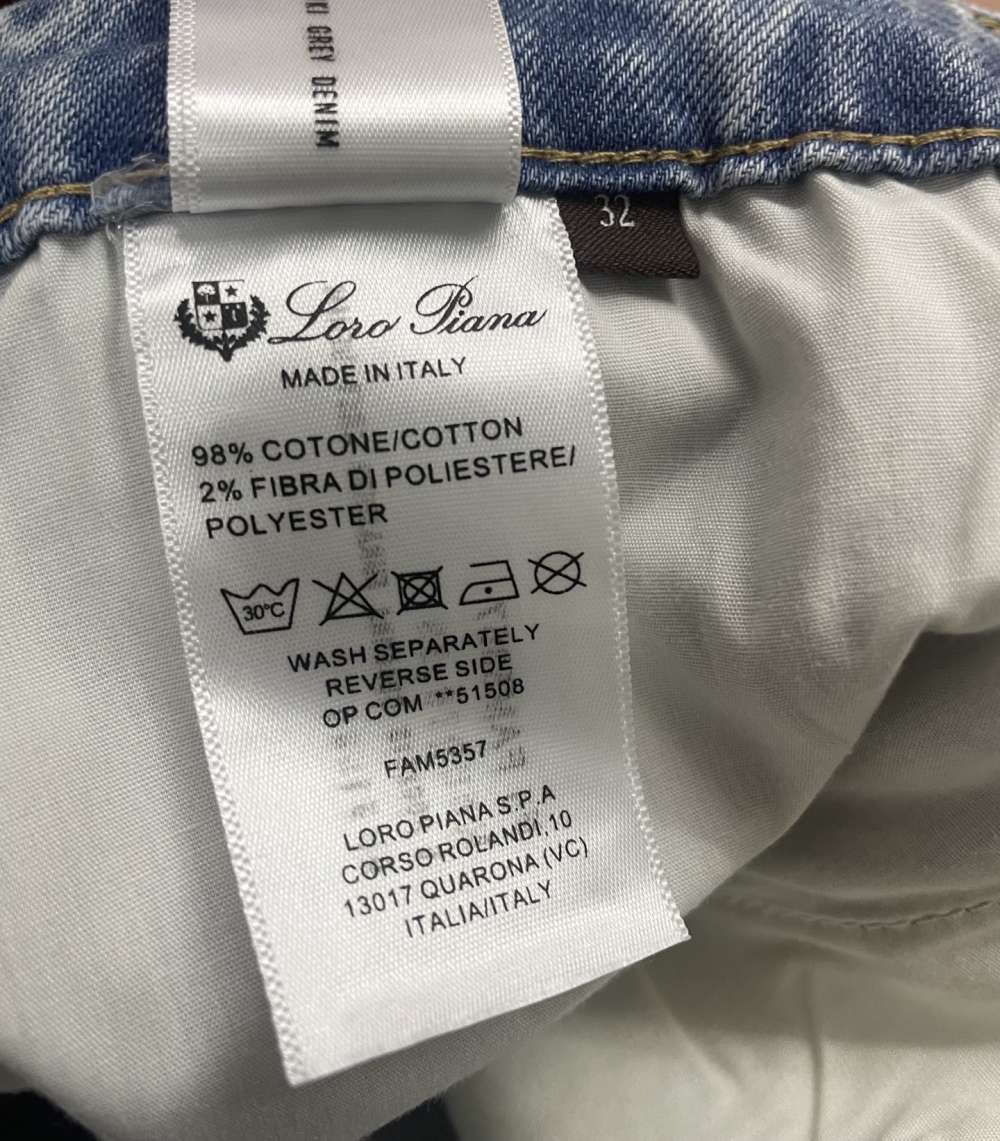 GREY DENIM
32
Loro Piana
MADE IN ITALY
98% COTONE/COTTON
2% FIBRA DI POLIESTERE/
POLYESTER
30°C
WASH SEPARATELY
REVERSE SIDE
OP COM **51508
FAM5357
LORO PIANA S.P.A
CORSO ROLANDI.10
13017 QUARONA (VC)
ITALIA/ITALY